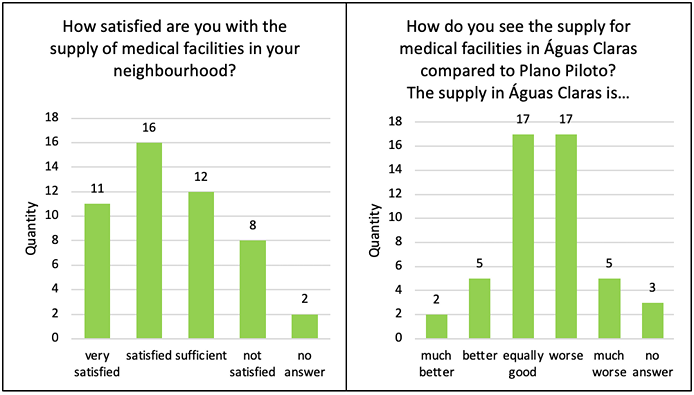 How satisfied are you with the
supply of medical facilities in your
neighbourhood?
18
16
14
12
10
8
6
4
2
0
Quantity
11
16
12
8
2
very
satisfied
satisfied
sufficient
not
satisfied
no
answer
How do you see the supply for
medical facilities in Águas Claras
compared to Plano Piloto?
The supply in Águas Claras is…
18
16
14
12
10
8
6
4
2
0
Quantity
2
5
17
17
5
3
much
better
better
equally
good
worse
much
worse
no
answer